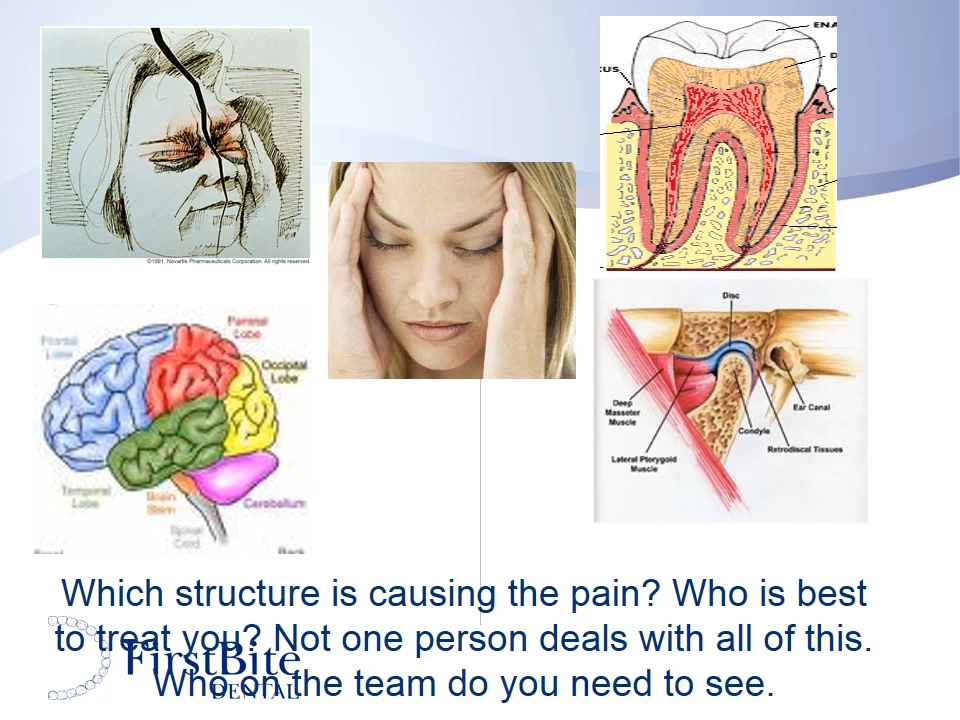 ENA
D
CUS
©1991, Novartis Pharmaceuticals Corporation. All rights reserved.
Disc
Deep
Masseter
Muscle
Ear Canal
Condyle
Retrodiscal Tissues
Lateral Pterygoid
Muscle
Frontal
Lobe
Parietal
Lobe
Occipital
Lobe
Temporal
Lobe
Brain
Stem
Cerebellum
Spinal
Cord
Back
Which structure is causing the pain? Who is best
to treat you? Not one person deals with all of this.
Who on the team do you need to see.
FirstBite
DENTAL